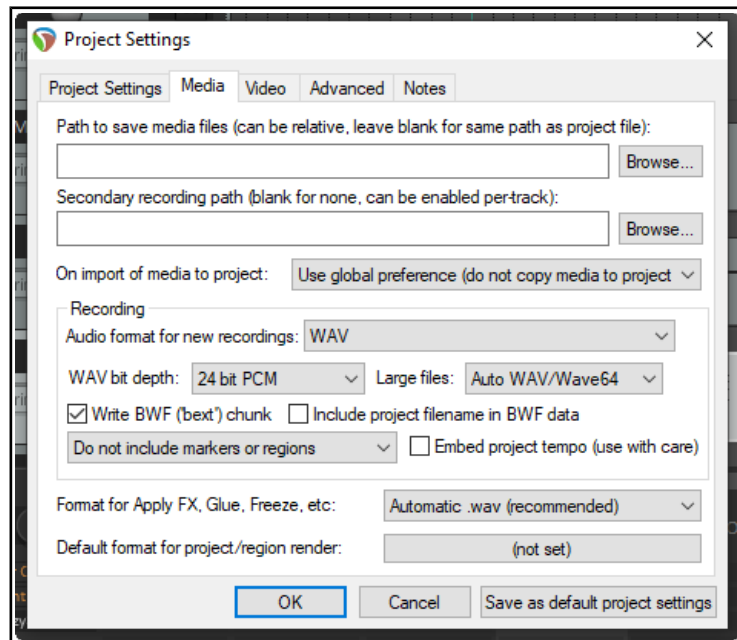 Project Settings
Project Settings Media Video Advanced Notes
Path to save media files (can be relative, leave blank for same path as project file):
Browse...
Secondary recording path (blank for none, can be enabled per-track):
Browse...
On import of media to project: Use global preference (do not copy media to project
Recording
Audio format for new recordings: WAV
WAV bit depth: 24 bit PCM Large files: Auto WAV/Wave64
Write BWF ('bext') chunk Include project filename in BWF data
Do not include markers or regions Embed project tempo (use with care)
Format for Apply FX, Glue, Freeze, etc: Automatic .wav (recommended)
Default format for project/region render: (not set)
OK Cancel Save as default project settings